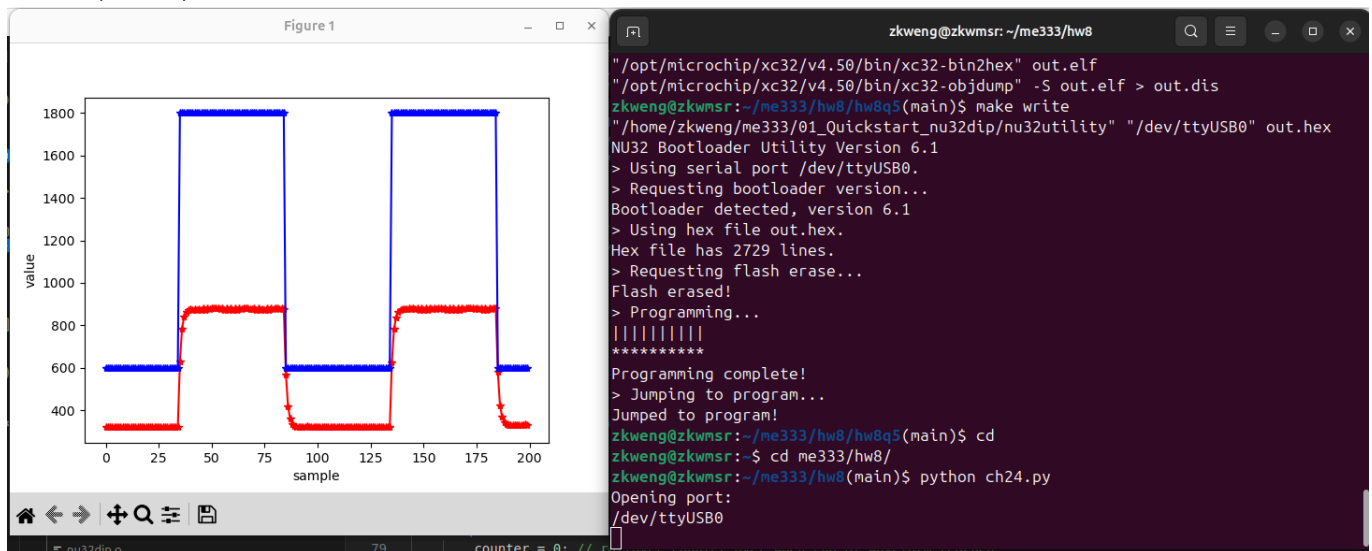 Figure 1
value
1800
1600
1400
1200
1000
800
600
400
0 25 50 75 100 125 150 175 200
sample
zkweng@zkwmsr: ~/me333/hw8
"/opt/microchip/xc32/v4.50/bin/xc32-bin2hex" out.elf
"/opt/microchip/xc32/v4.50/bin/xc32-objdump" -S out.elf > out.dis
zkweng@zkwmsr:~/me333/hw8/hw8q5(main)$ make write
"/home/zkweng/me333/01_Quickstart_nu32dip/nu32utility" "/dev/ttyUSB0" out.hex
NU32 Bootloader Utility Version 6.1
> Using serial port /dev/ttyUSB0.
> Requesting bootloader version...
Bootloader detected, version 6.1
> Using hex file out.hex.
Hex file has 2729 lines.
> Requesting flash erase...
Flash erased!
> Programming...
||||||||||
**********
Programming complete!
> Jumping to program...
Jumped to program!
zkweng@zkwmsr:~/me333/hw8/hw8q5(main)$ cd
zkweng@zkwmsr:~$ cd me333/hw8/
zkweng@zkwmsr:~/me333/hw8(main)$ python ch24.py
Opening port:
/dev/ttyUSB0
79 counter = 0; //